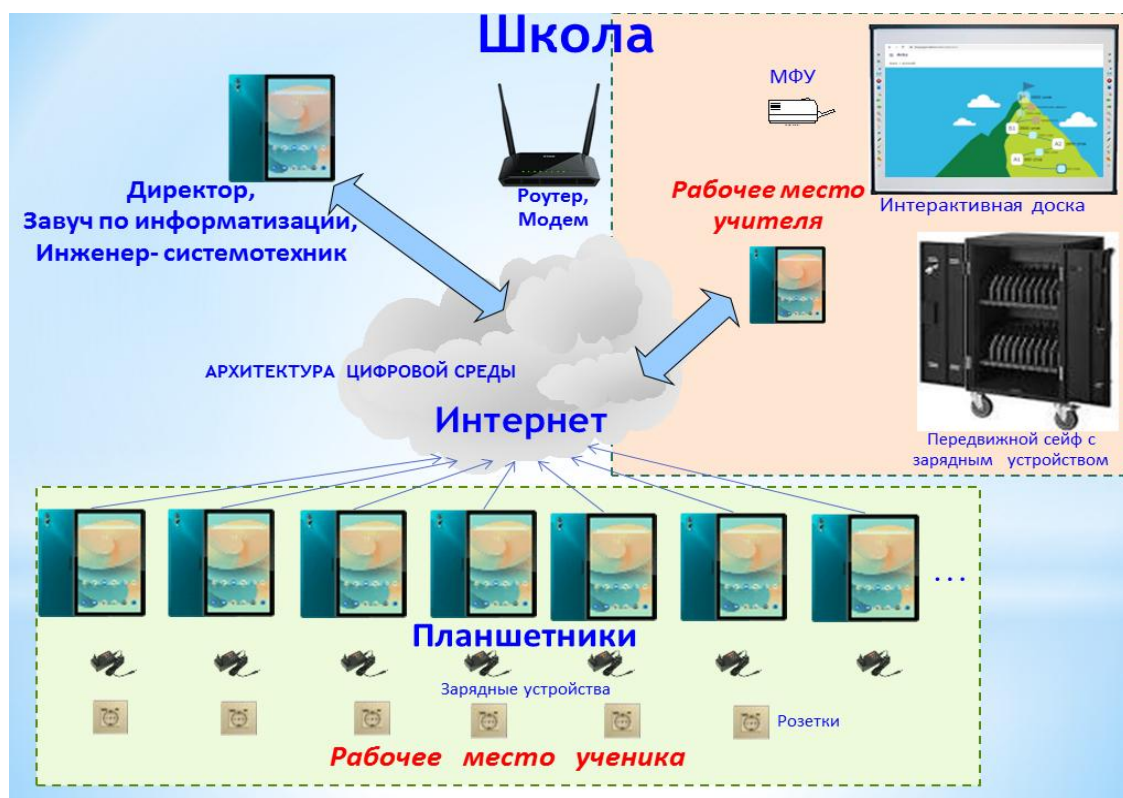 Школа
МФУ
Директор,
Завуч по информатизации,
Инженер- системотехник
Роутер,
Модем
Рабочее место
учителя
Интерактивная доска
АРХИТЕКТУРА ЦИФРОВОЙ СРЕДЫ
Интернет
Передвижной сейф с
зарядным устройством
...
Планшетники
Зарядные устройства
Розетки
Рабочее место ученика